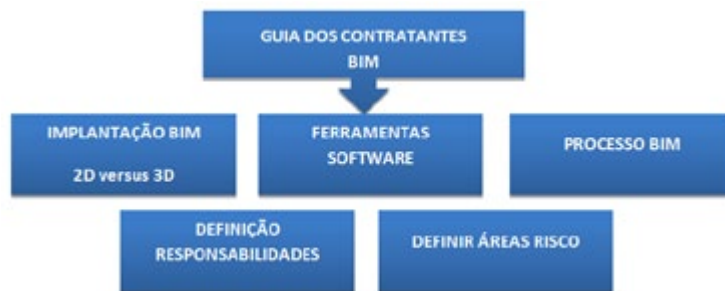 GUIA DOS CONTRATANTES
BIM
IMPLANTAÇÃO BIM
2D versus 3D
FERRAMENTAS
SOFTWARE
PROCESSO BIM
DEFINIÇÃO
RESPONSABILIDADES
DEFINIR ÁREAS RISCO